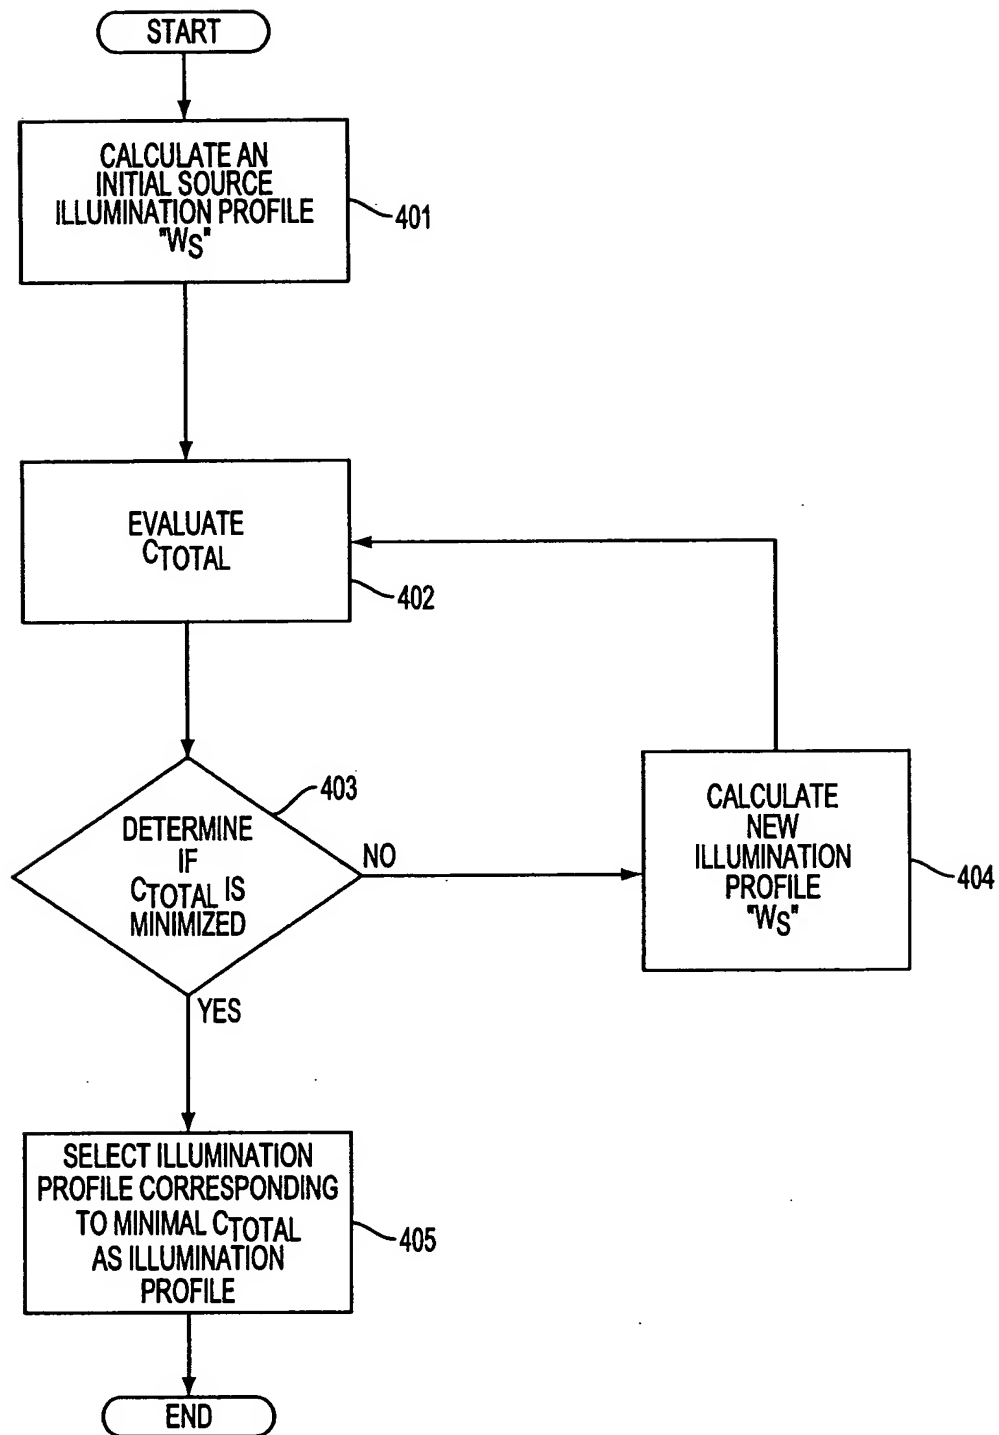 START
CALCULATE AN
INITIAL SOURCE
ILLUMINATION PROFILE
"WS"
401
EVALUATE
CTOTAL
402
403
DETERMINE
IF
CTOTAL IS
MINIMIZED
NO
CALCULATE
NEW
ILLUMINATION
PROFILE
"WS"
404
YES
SELECT ILLUMINATION
PROFILE CORRESPONDING
TO MINIMAL CTOTAL
AS ILLUMINATION
PROFILE
405
END